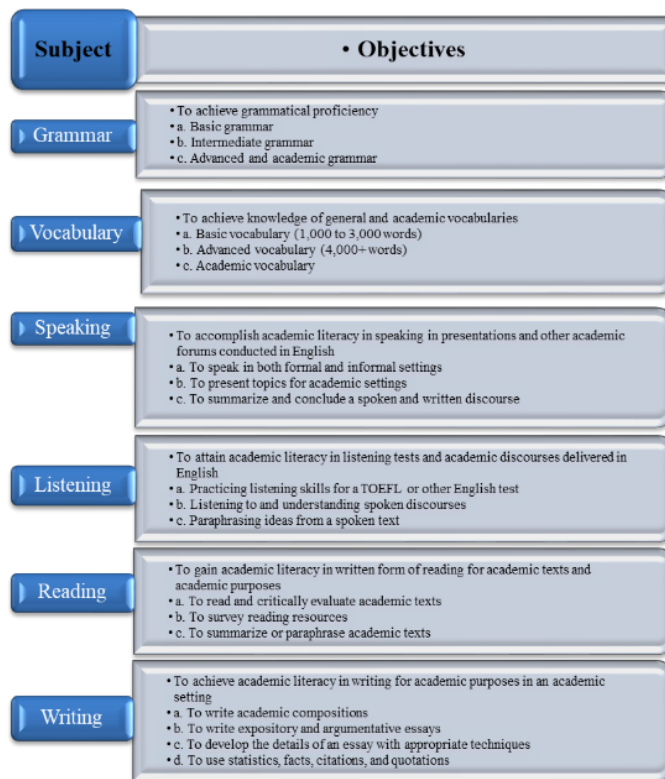 Subject
• Objectives
Grammar
• To achieve grammatical proficiency
• a. Basic grammar
• b. Intermediate grammar
• c. Advanced and academic grammar
Vocabulary
• To achieve knowledge of general and academic vocabularies
• a. Basic vocabulary (1,000 to 3,000 words)
• b. Advanced vocabulary (4,000+ words)
• c. Academic vocabulary
Speaking
• To accomplish academic literacy in speaking in presentations and other academic
forums conducted in English
• a. To speak in both formal and informal settings
• b. To present topics for academic settings
• c. To summarize and conclude a spoken and written discourse
Listening
• To attain academic literacy in listening tests and academic discourses delivered in
English
• a. Practicing listening skills for a TOEFL or other English test
• b. Listening to and understanding spoken discourses
• c. Paraphrasing ideas from a spoken text
Reading
• To gain academic literacy in written form of reading for academic texts and
academic purposes
• a. To read and critically evaluate academic texts
• b. To survey reading resources
• c. To summarize or paraphrase academic texts
Writing
• To achieve academic literacy in writing for academic purposes in an academic
setting
• a. To write academic compositions
• b. To write expository and argumentative essays
• c. To develop the details of an essay with appropriate techniques
• d. To use statistics, facts, citations, and quotations